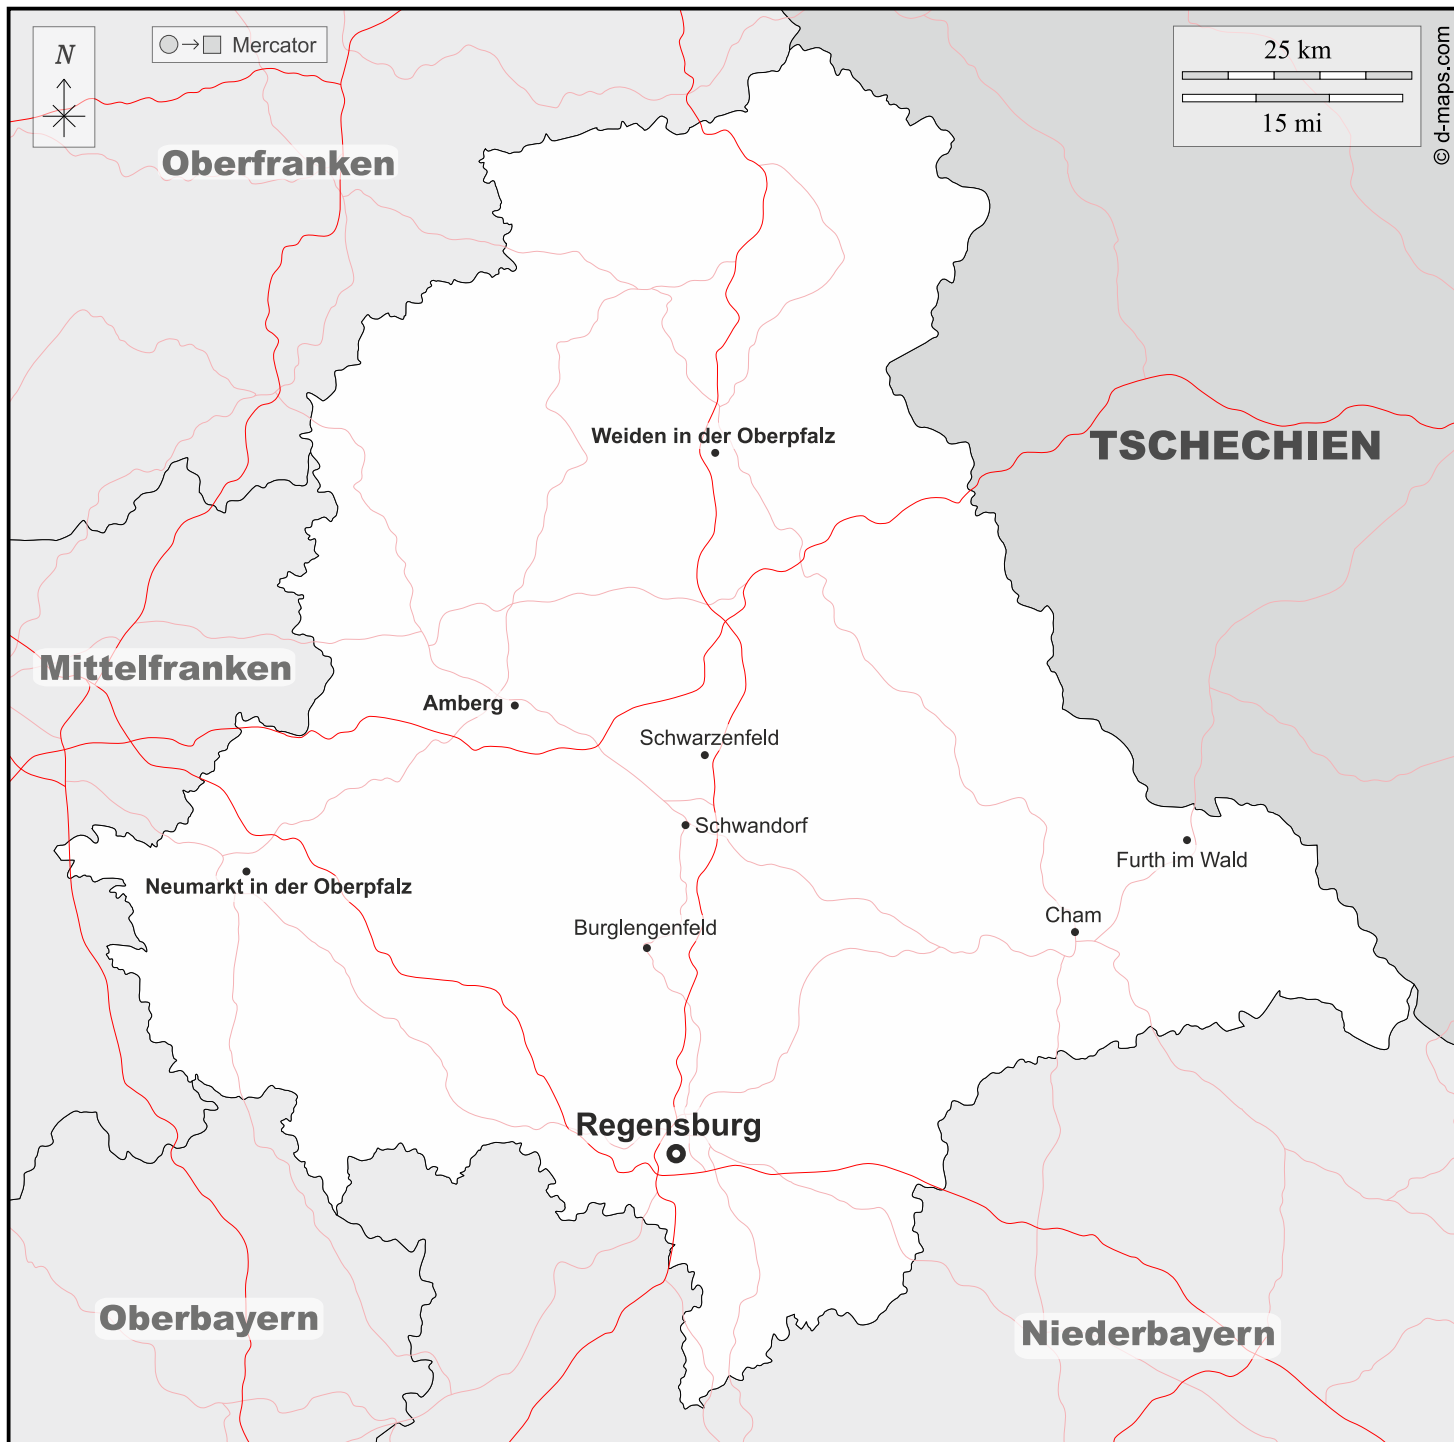 N
Mercator
25 km
15 mi
© d-maps.com
Oberfranken
TSCHECHIEN
Weiden in der Oberpfalz
Mittelfranken
Amberg
Schwarzenfeld
Schwandorf
Furth im Wald
Neumarkt in der Oberpfalz
Cham
Burglengenfeld
Regensburg
Oberbayern
Niederbayern